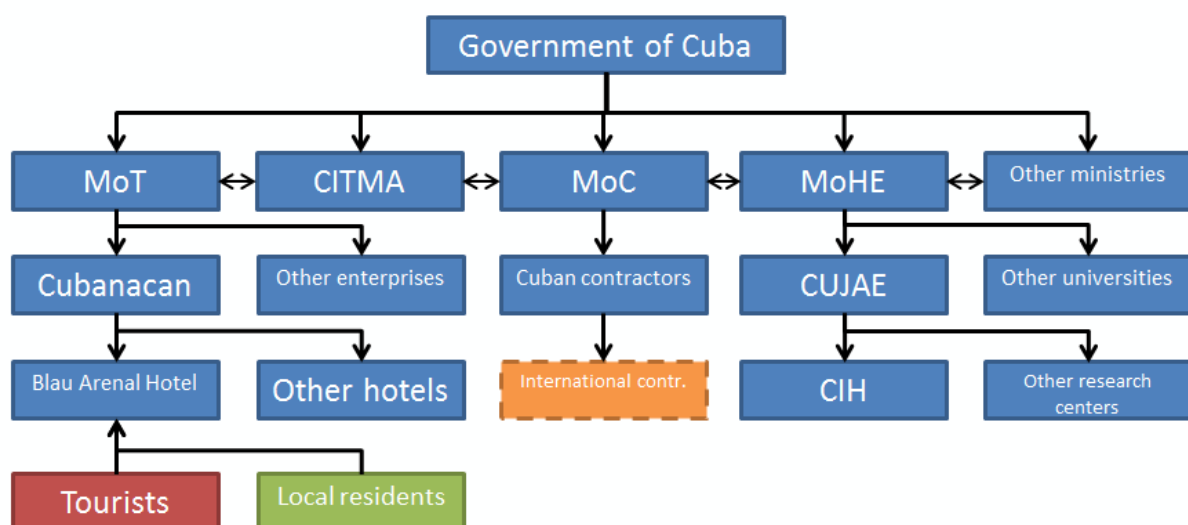 Government of Cuba
MoT
CITMA
MoC
MoHE
Other ministries
Cubanacan
Other enterprises
Cuban contractors
CUJAE
Other universities
Blau Arenal Hotel
Other hotels
International contr.
CIH
Other research
centers
Tourists
Local residents